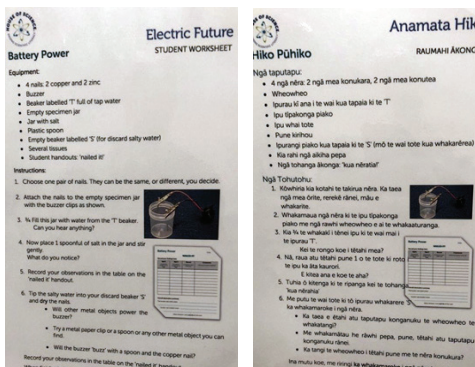 HOUSE OF SCIENCE
Electric Future
Battery Power
STUDENT WORKSHEET
Equipment:
• 4 nails: 2 copper and 2 zinc
• Buzzer
• Beaker labelled 'T' full of tap water
• Empty specimen jar
• Jar with salt
• Plastic spoon
• Empty beaker labelled 'S' (for discard salty water)
• Several tissues
• Student handouts: 'nailed it'
Instructions:
1. Choose one pair of nails. They can be the same, or different, you decide.
2. Attach the nails to the empty specimen
jar with the buzzer clips as shown.
3. ¾ Fill this jar with water from the 'T' beaker.
Can you hear anything?
4. Now place 1 spoonful of salt in the jar and stir
gently.
What do you notice?
5. Record your observations in the table on the
'nailed it' handout.
6. Tip the salty water into your discard beaker 'S'
and dry the nails.
• Will other metal objects power the
buzzer?
• Try a metal paper clip or a spoon or any other metal object you can
find.
• Will the buzzer 'buzz' with a spoon and the copper nail?
Record your observations in the table on the 'nailed it' handout.
Battery Power
OF SCIENCE
Anamata Hik
Hiko Pūhiko
RAUMAHI ĀKONG
Ngā taputapu:
• 4 ngā nēra: 2 ngā mea konukara, 2 ngā mea konutea
• Wheowheo
• Ipurau kī ana i te wai kua tapaia ki te 'T'
• Ipu tīpakonga piako
• Ipu whai tote
• Pune kirihou
• Ipurangi piako kua tapaia ki te 'S' (mō te wai tote kua whakarērea)
• Kia rahi ngā aikiha pepa
• Ngā tohanga ākonga: 'kua nēratia!'
Ngā Tohutohu:
1. Kōwhiria kia kotahi te takirua nēra. Ka taea
ngā mea ōrite, rerekē rānei, māu e
whakarite.
2. Whakamaua ngā nēra ki te ipu tīpakonga
piako me ngā rawhi wheowheo e ai te whakaaturanga.
3. Kia ¾ te whakakī i tēnei ipu ki te wai mai i
te ipurau 'T'.
Kei te rongo koe i tētahi mea?
4. Nā, raua atu tētahi pune 1 o te tote ki roto i
te ipu ka āta kaurori.
E kitea ana e koe te aha?
5. Tuhia ō kitenga ki te ripanga kei te tohanga
'kua nērahia'
6. Me putu te wai tote ki tō ipurau whakarere 'S'
ka whakamaroke i ngā nēra.
• Ka taea e ētahi atu taputapu konganuku te wheowheo te
whakatangi?
• Me whakamātau he rāwhi pepa, pune, tētahi atu taputapu
konganuku rānei.
• Ka tangi te wheowheo i tētahi pune me te nēra konukura?
Battery Power